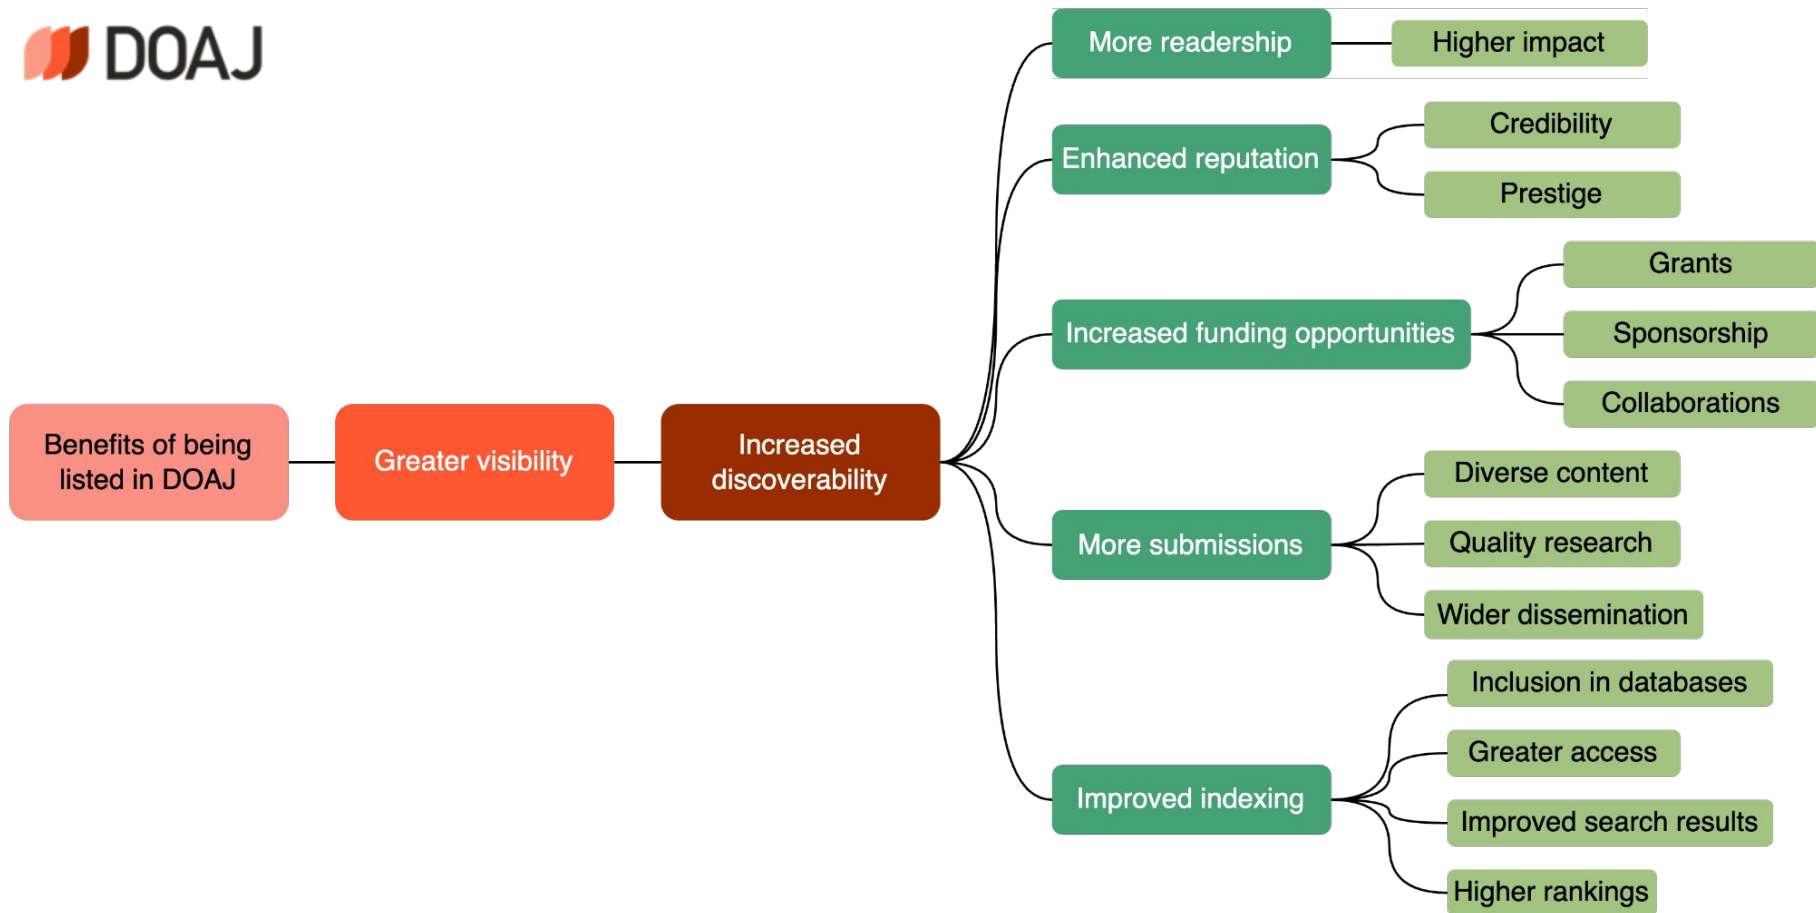 DOAJ
Benefits of being
listed in DOAJ
Greater visibility
Increased
discoverability
More readership
Higher impact
Enhanced reputation
Credibility
Prestige
Increased funding opportunities
Grants
Sponsorship
Collaborations
More submissions
Diverse content
Quality research
Wider dissemination
Improved indexing
Inclusion in databases
Greater access
Improved search results
Higher rankings